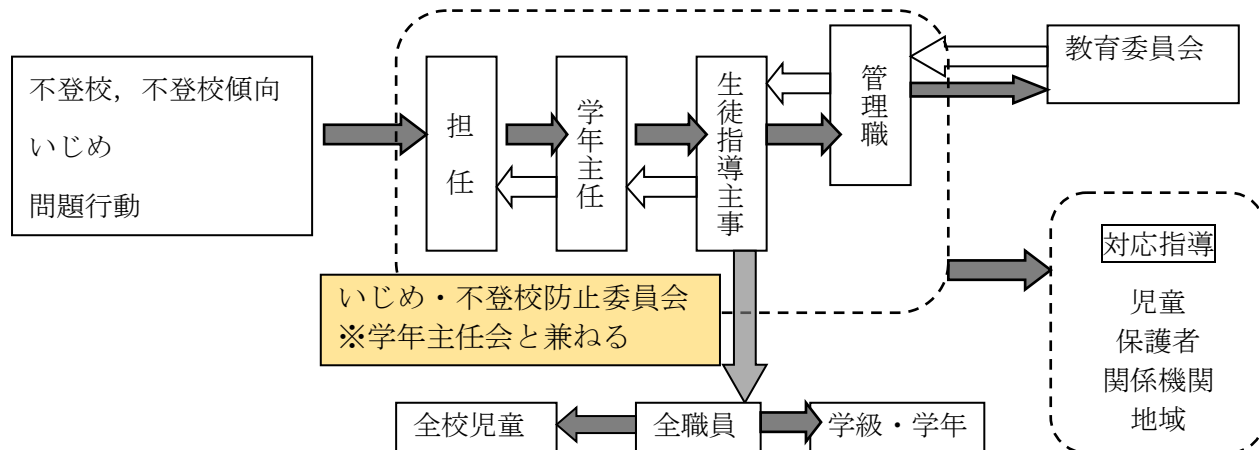 不登校，不登校傾向
いじめ
問題行動
担任
学年主任
生徒指導主事
管理職
教育委員会
いじめ・不登校防止委員会
※学年主任会と兼ねる
対応指導
児童
保護者
関係機関
地域
全校児童
全職員
学級・学年